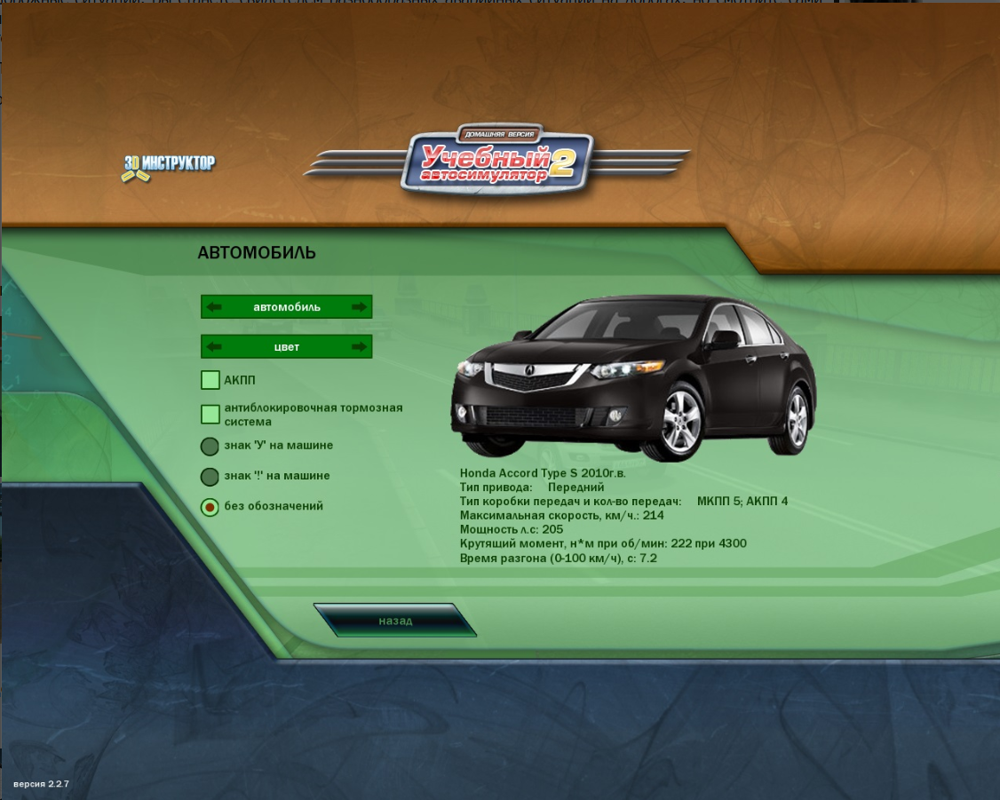 ДОМАШНЯЯ ВЕРСИЯ
3D ИНСТРУКТОР
Учебный 2
автосимулятор
АВТОМОБИЛЬ
автомобиль
цвет
АКПП
антиблокировочная тормозная
система
знак 'У' на машине
знак '!' на машине
без обозначений
Honda Accord Type S 2010г.в.
Тип привода: Передний
Тип коробки передач и кол-во передач: МКПП 5; АКПП 4
Максимальная скорость, км/ч.: 214
Мощность л.с: 205
Крутящий момент, н*м при об/мин: 222 при 4300
Время разгона (0-100 км/ч), с: 7.2
назад
версия 2.2.7